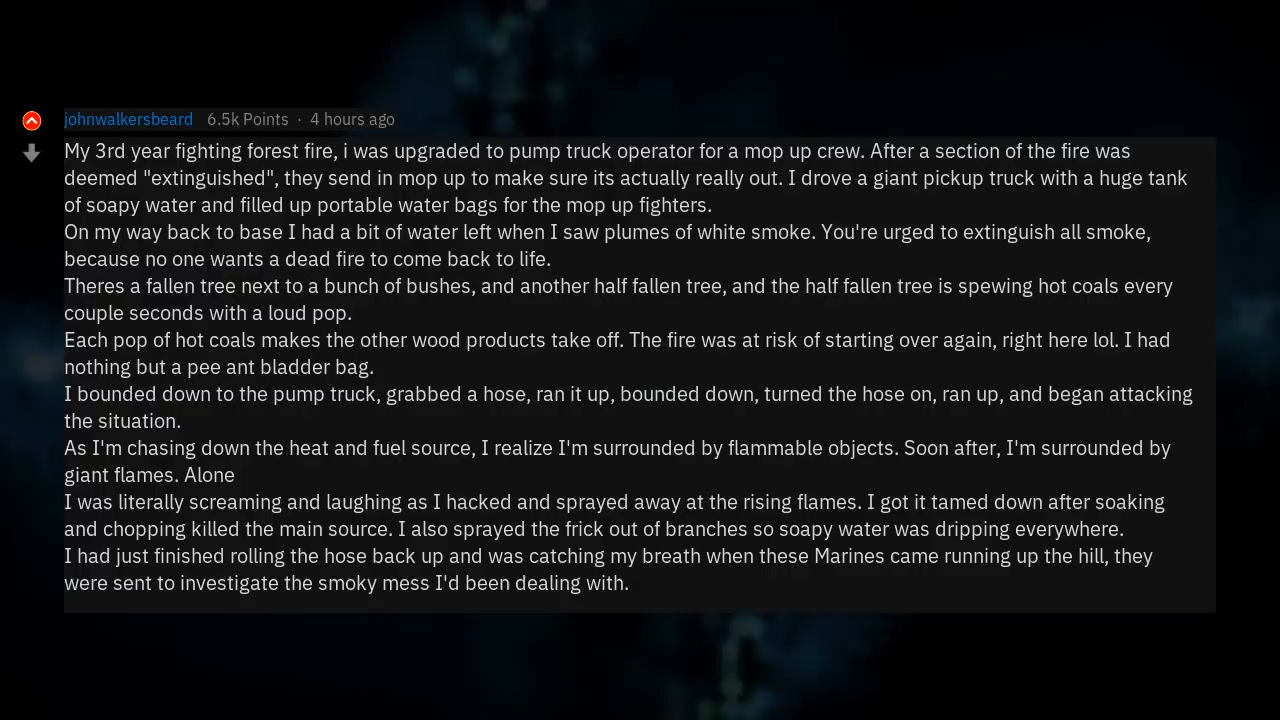 johnwalkersbeard 6.5k Points · 4 hours ago
My 3rd year fighting forest fire, i was upgraded to pump truck operator for a mop up crew. After a section of the fire was
deemed "extinguished", they send in mop up to make sure its actually really out. I drove a giant pickup truck with a huge tank
of soapy water and filled up portable water bags for the mop up fighters.
On my way back to base I had a bit of water left when I saw plumes of white smoke. You're urged to extinguish all smoke,
because no one wants a dead fire to come back to life.
Theres a fallen tree next to a bunch of bushes, and another half fallen tree, and the half fallen tree is spewing hot coals every
couple seconds with a loud pop.
Each pop of hot coals makes the other wood products take off. The fire was at risk of starting over again, right here lol. I had
nothing but a pee ant bladder bag.
I bounded down to the pump truck, grabbed a hose, ran it up, bounded down, turned the hose on, ran up, and began attacking
the situation.
As I'm chasing down the heat and fuel source, I realize I'm surrounded by flammable objects. Soon after, I'm surrounded by
giant flames. Alone
I was literally screaming and laughing as I hacked and sprayed away at the rising flames. I got it tamed down after soaking
and chopping killed the main source. I also sprayed the frick out of branches so soapy water was dripping everywhere.
I had just finished rolling the hose back up and was catching my breath when these Marines came running up the hill, they
were sent to investigate the smoky mess I'd been dealing with.